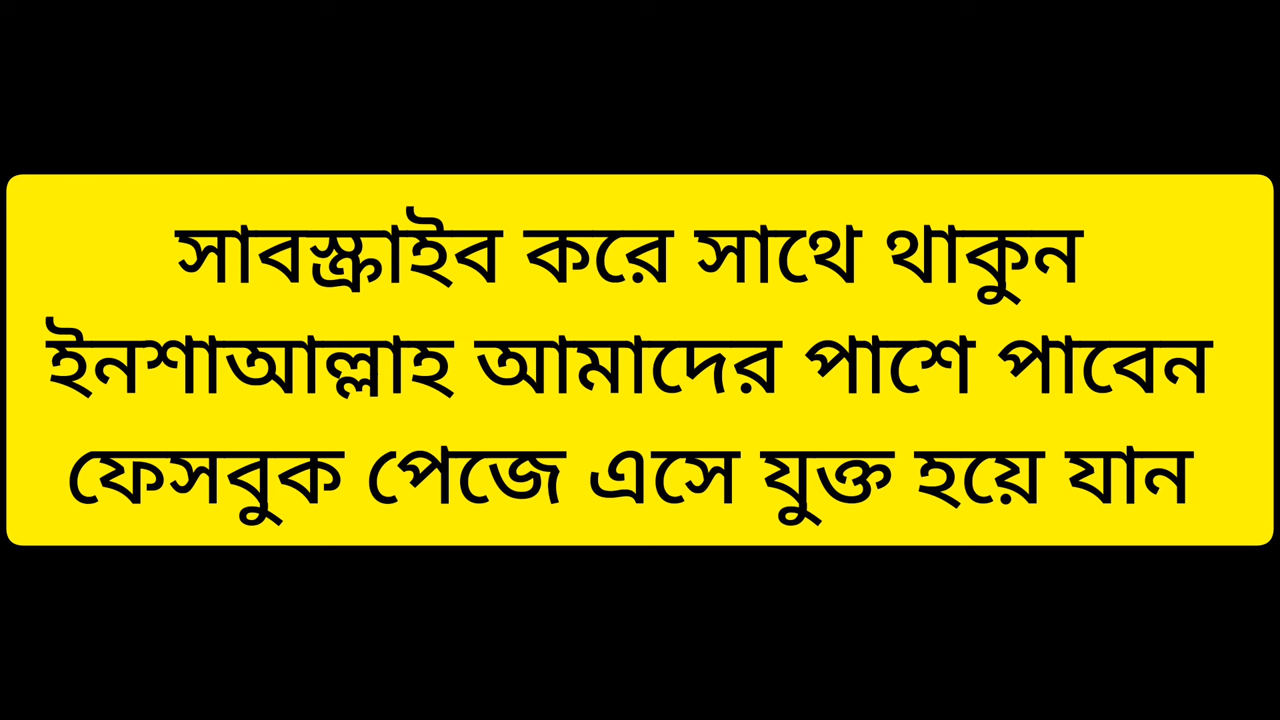 সাবস্ক্রাইব করে সাথে থাকুন
ইনশাআল্লাহ আমাদের পাশে পাবেন
ফেসবুক পেজে এসে যুক্ত হয়ে যান